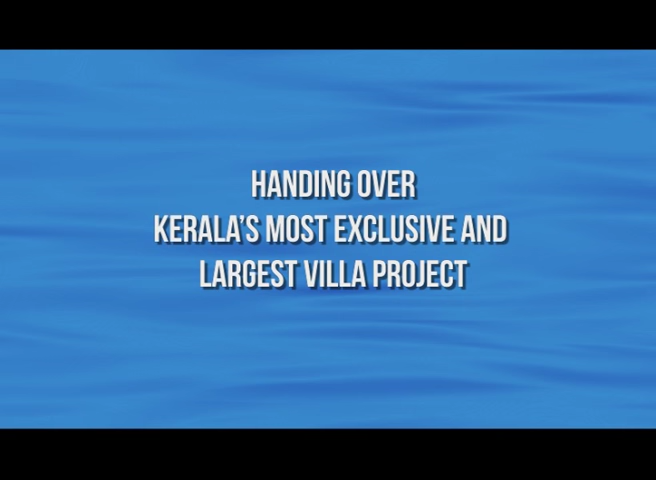 HANDING OVER
KERALA'S MOST EXCLUSIVE AND
LARGEST VILLA PROJECT